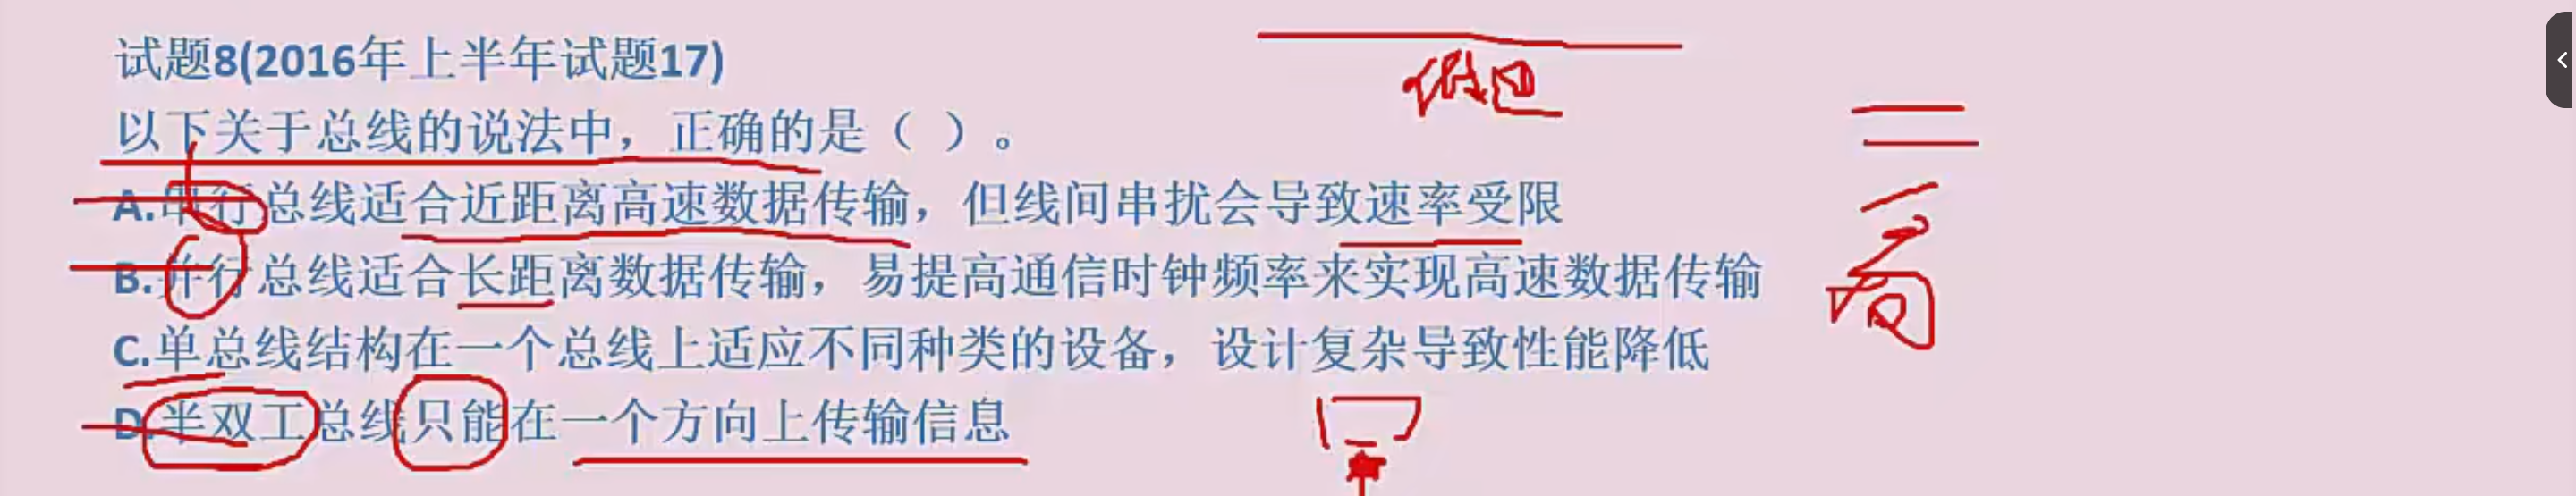 试题8(2016年上半年试题17)
以下关于总线的说法中，正确的是（ ）。
A.串行总线适合近距离高速数据传输，但线间串扰会导致速率受限
B.并行总线适合长距离数据传输，易提高通信时钟频率来实现高速数据传输
C.单总线结构在一个总线上适应不同种类的设备，设计复杂导致性能降低
D.半双工总线只能在一个方向上传输信息